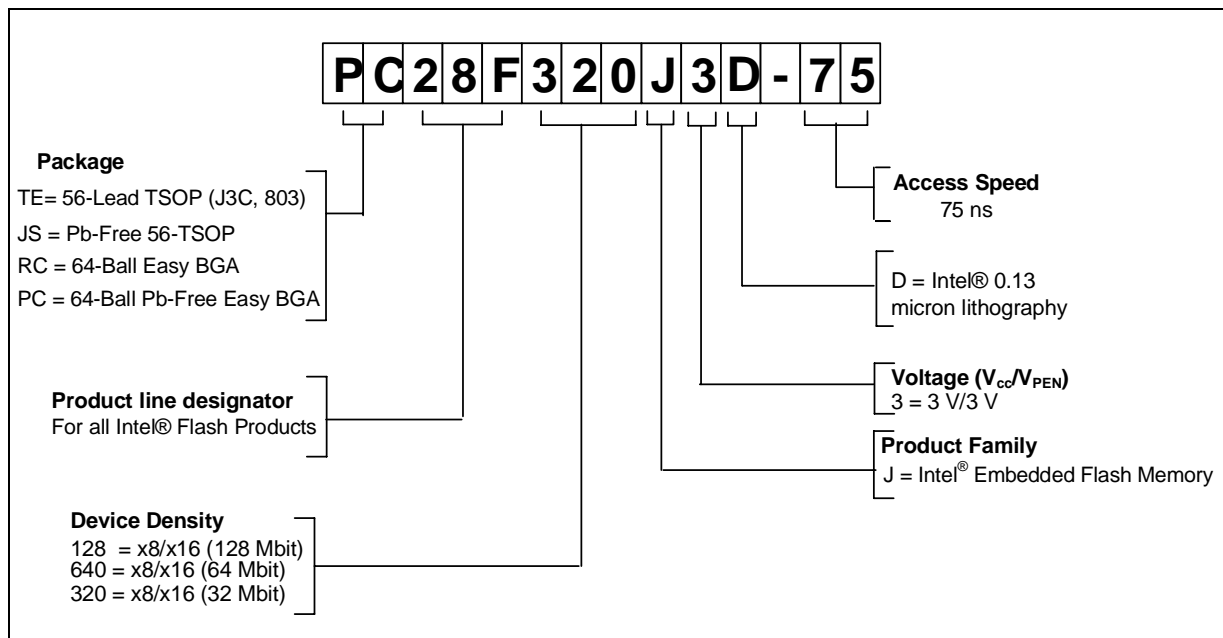 PC28F320J3D-75
Package
TE= 56-Lead TSOP (J3C, 803)
JS = Pb-Free 56-TSOP
RC = 64-Ball Easy BGA
PC = 64-Ball Pb-Free Easy BGA
Product line designator
For all Intel® Flash Products
Device Density
128 = x8/x16 (128 Mbit)
640 = x8/x16 (64 Mbit)
320 = x8/x16 (32 Mbit)
Access Speed
75 ns
D = Intel® 0.13
micron lithography
Voltage (Vcc/VPEN)
3 = 3 V/3 V
Product Family
J = Intel® Embedded Flash Memory